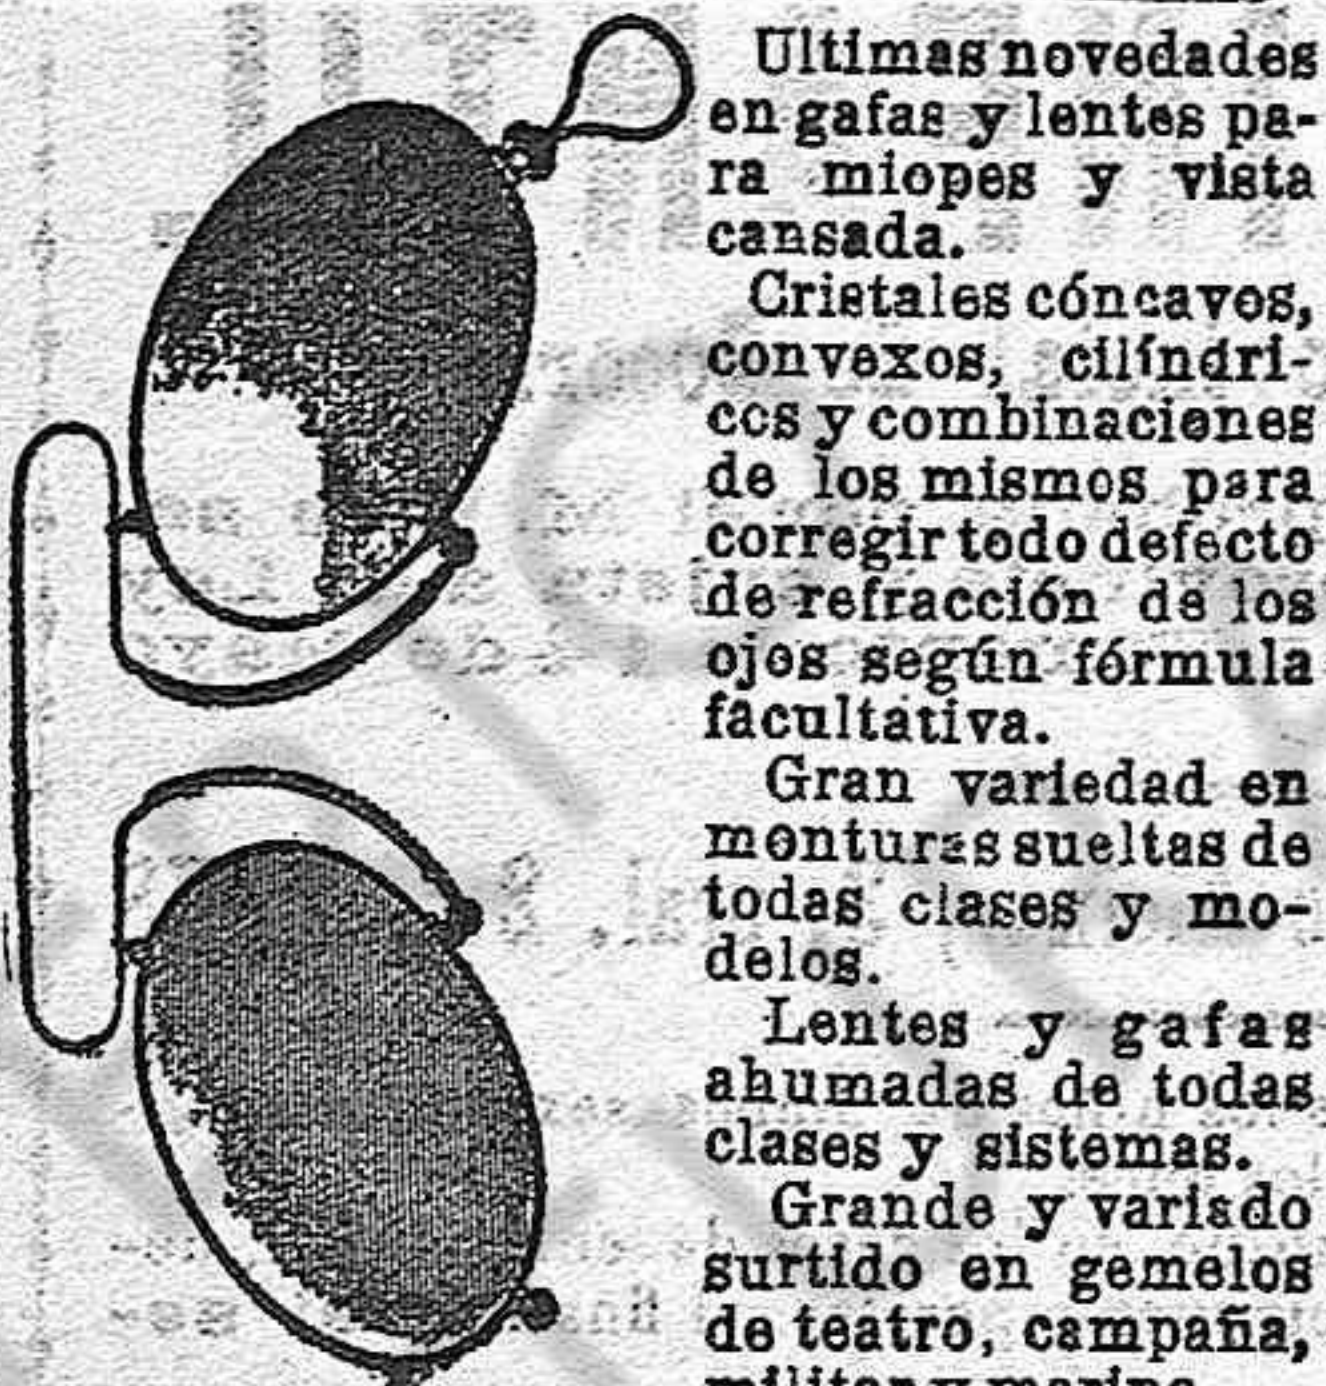 Ultimas novedades
en gafas y lentes pa-
ra miopes y vista
cansada.
Cristales cóncavos,
convexos, cilíndri-
cos y combinaciones
de los mismos para
corregir todo defecto
de refracción de los
ojos según fórmula
facultativa.
Gran variedad en
monturas sueltas de
todas clases y mo-
delos.
Lentes y gafas
ahumadas de todas
clases y sistemas.
Grande y variado
surtido en gemelos
de teatro, campaña,
militar y marina